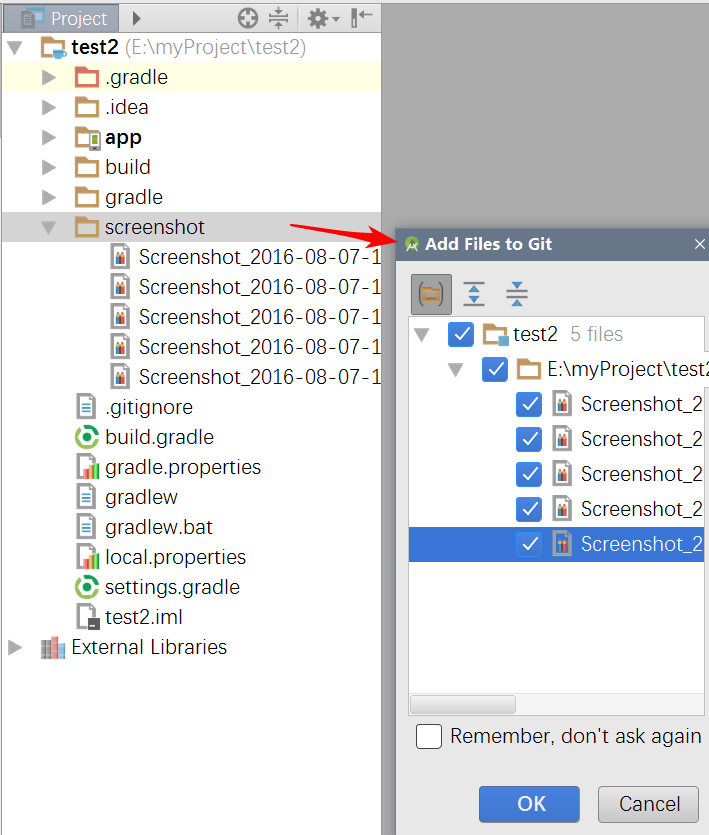 Project
test2 (E:\myProject\test2)
.gradle
.idea
app
build
gradle
screenshot
Screenshot_2016-08-07-1
Screenshot_2016-08-07-1
Screenshot_2016-08-07-1
Screenshot_2016-08-07-1
Screenshot_2016-08-07-1
.gitignore
build.gradle
gradle.properties
gradlew
gradlew.bat
local.properties
settings.gradle
test2.iml
External Libraries
Add Files to Git
test2 5 files
E:\myProject\test2
Screenshot_2
Screenshot_2
Screenshot_2
Screenshot_2
Screenshot_2
Remember, don't ask again
OK
Cancel